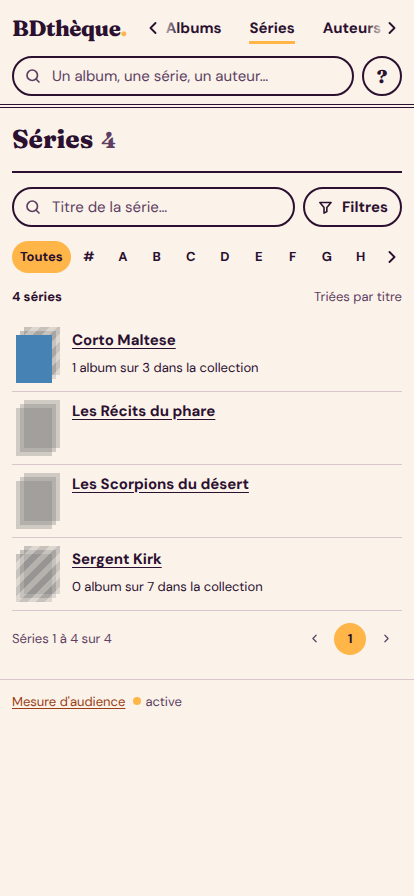 BDthèque.
Albums Séries Auteurs
Un album, une série, un auteur...
?
Séries 4
Titre de la série...
Filtres
Toutes # A B C D E F G H
4 séries
Triées par titre
Corto Maltese
1 album sur 3 dans la collection
Les Récits du phare
Les Scorpions du désert
Sergent Kirk
0 album sur 7 dans la collection
Séries 1 à 4 sur 4
1
Mesure d'audience active